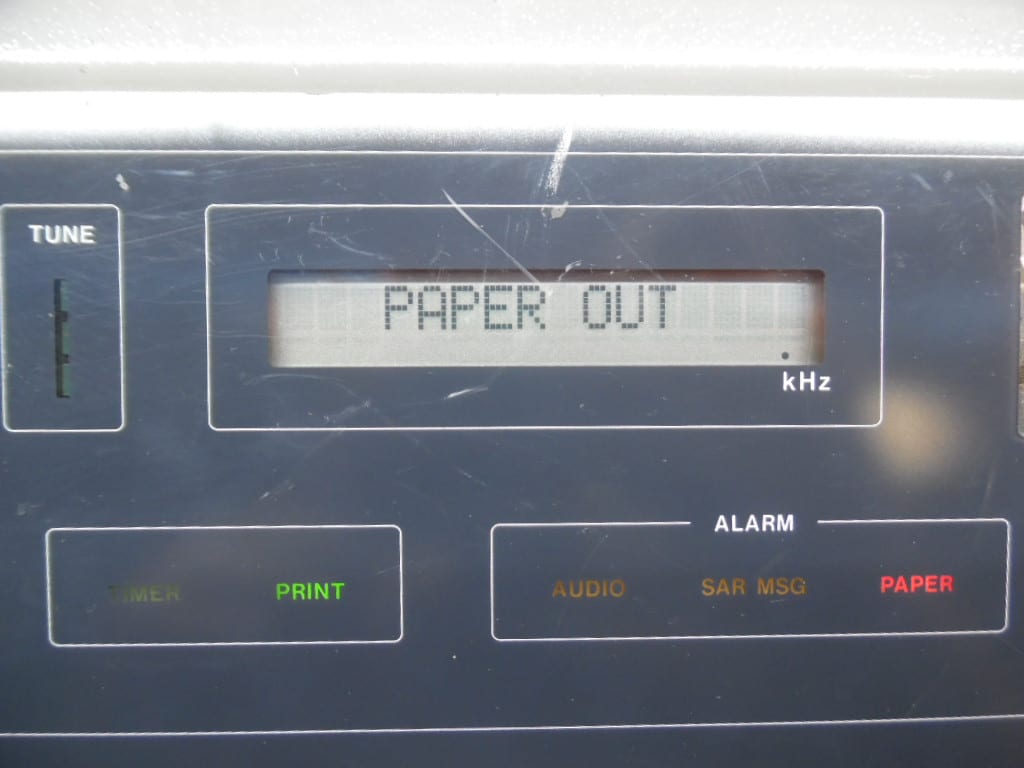 TUNE
PAPER OUT
kHz
ALARM
TIMER
PRINT
AUDIO
SAR MSG
PAPER